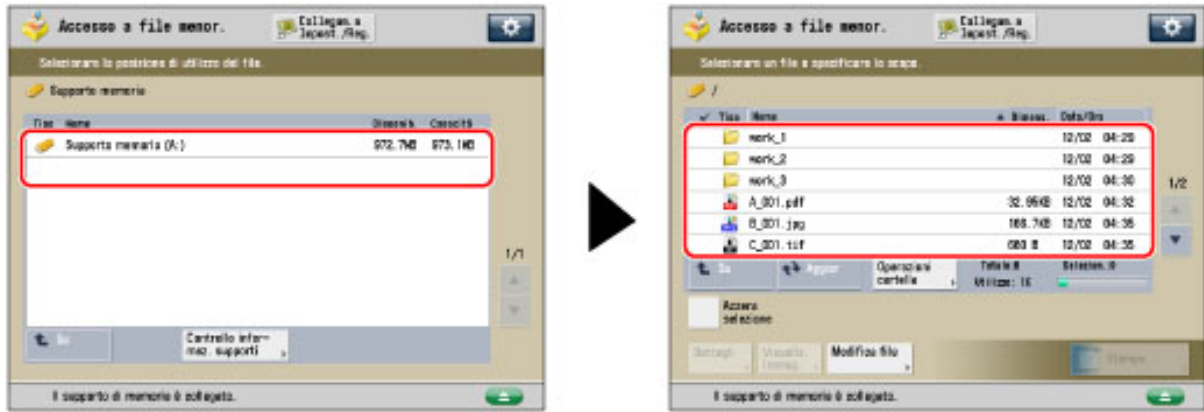 Accesso a file memor.
Collegam.a
Impost./Reg.
Selezionare la posizione di utilizzo del file.
Supporto memoria
Tipo Nome Disponib. Capacità
Supporto memoria (A:) 972.7MB 973.1MB
1/1
Su
Controllo infor-
maz. supporti
Il supporto di memoria è collegato.
Accesso a file memor.
Collegam.a
Impost./Reg.
Selezionare un file e specificare lo scopo.
/
Tipo Nome Dimens. Data/Ora
work_1 12/02 04:29
work_2 12/02 04:29
work_3 12/02 04:30
A_001.pdf 32.95KB 12/02 04:32
B_001.jpg 12/02 04:35
C_001.tif 12/02 04:35
1/2
Su
Aggior
Operazioni
cartella
Totale:8
Selezion.:0
Utilizzo: 1%
Azzera
selezione
Dettagli
Visualiz.
Immag.
Modifica file
Stampa
Il supporto di memoria è collegato.